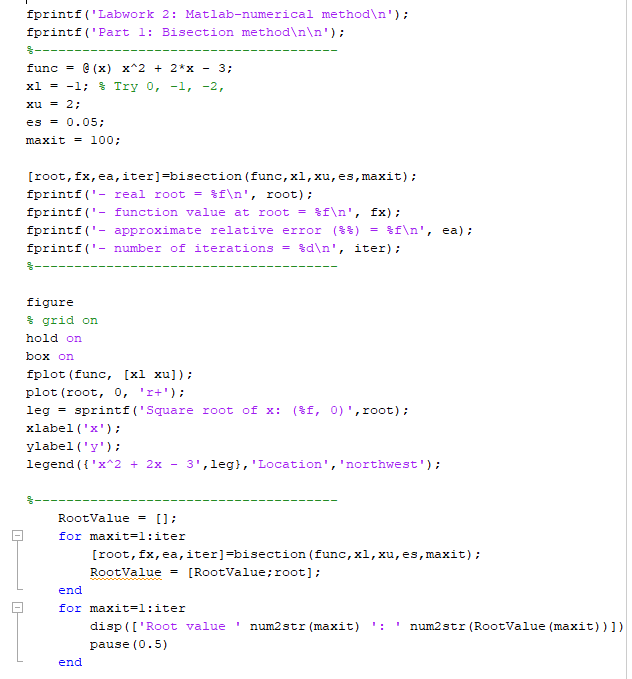 fprintf('Labwork 2: Matlab-numerical method\n');
fprintf('Part 1: Bisection method\n\n');
%--------------------------------------
func = @(x) x^2 + 2*x - 3;
xl = -1; % Try 0, -1, -2,
xu = 2;
es = 0.05;
maxit = 100;
[root,fx,ea,iter]=bisection(func,xl,xu,es,maxit);
fprintf('- real root = %f\n', root);
fprintf('- function value at root = %f\n', fx);
fprintf('- approximate relative error (%%) = %f\n', ea);
fprintf('- number of iterations = %d\n', iter);
%--------------------------------------
figure
% grid on
hold on
box on
fplot(func, [xl xu]);
plot(root, 0, 'r+');
leg = sprintf('Square root of x: (%f, 0)',root);
xlabel('x');
ylabel('y');
legend({'x^2 + 2x - 3',leg},'Location','northwest');
%--------------------------------------
RootValue = [];
for maxit=1:iter
[root,fx,ea,iter]=bisection(func,xl,xu,es,maxit);
RootValue = [RootValue;root];
end
for maxit=1:iter
disp(['Root value ' num2str(maxit) ': ' num2str(RootValue(maxit))])
pause(0.5)
end